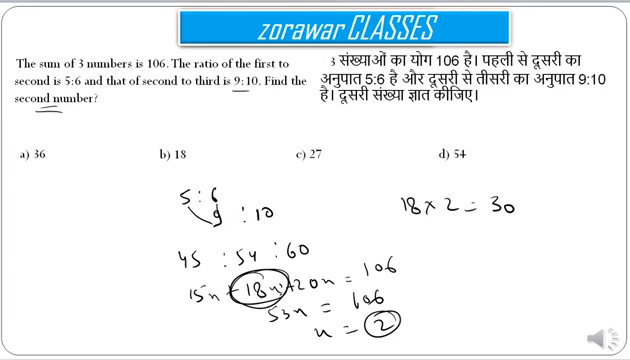 zorawar CLASSES
The sum of 3 numbers is 106. The ratio of the first to
second is 5:6 and that of second to third is 9:10. Find the
second number?
3 संख्याओं का योग 106 है। पहली से दूसरी का
अनुपात 5:6 है और दूसरी से तीसरी का अनुपात 9:10
है। दूसरी संख्या ज्ञात कीजिए।
a) 36
b) 18
c) 27
d) 54
5 : 6
9 : 10
18 × 2 = 30
45 : 54 : 60
15x + 18x + 20x = 106
53x = 106
x = 2